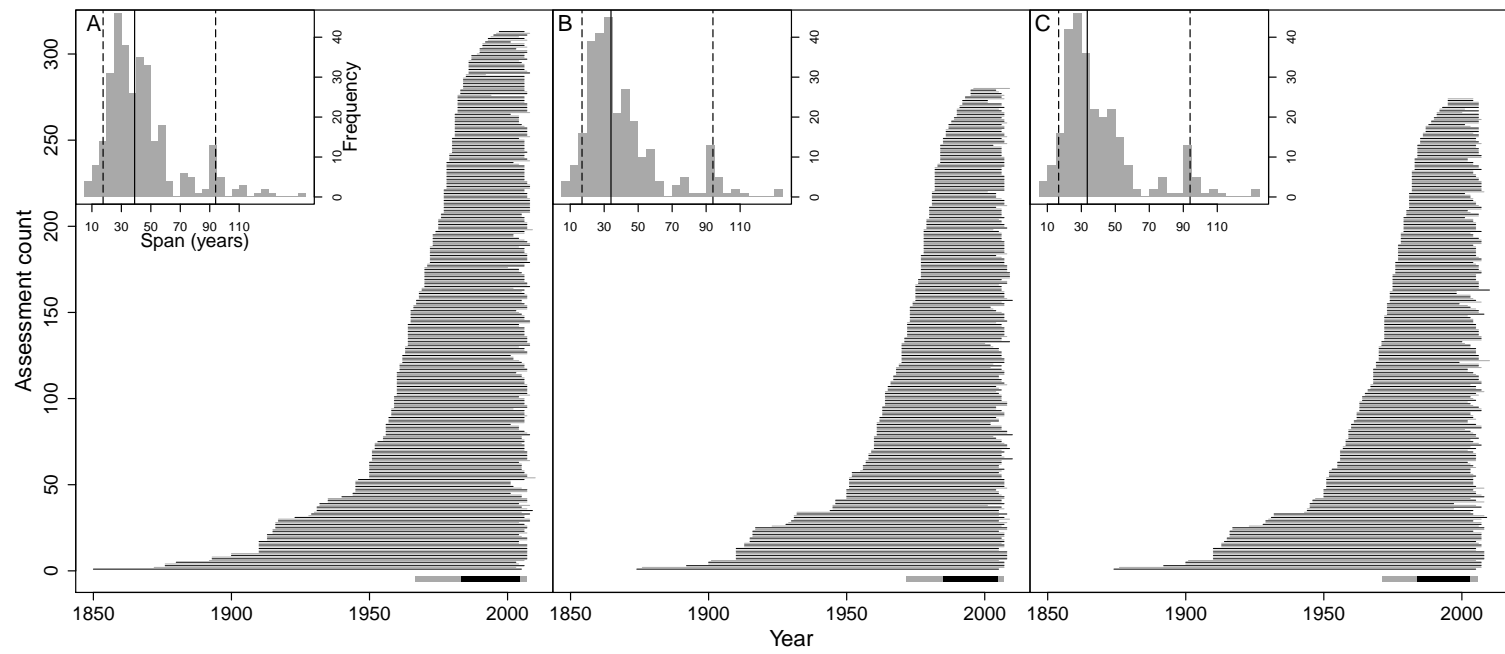 A
B
C
0 10 20 30 40
Frequency
10 30 50 70 90 110
Span (years)
0 10 20 30 40
10 30 50 70 90 110
0 10 20 30 40
10 30 50 70 90 110
Assessment count
0 50 100 150 200 250 300
1850 1900 1950 2000
1850 1900 1950 2000
1850 1900 1950 2000
Year